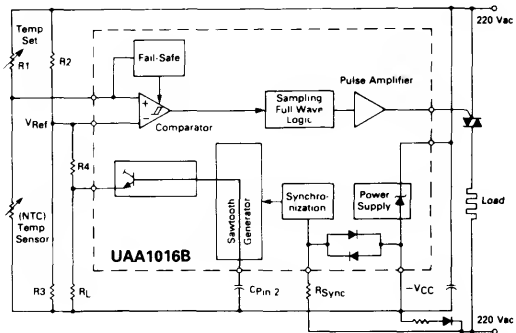 220 Vac
Temp
Set
R1
R2
Fail-Safe
Pulse Amplifier
+
−
Comparator
Sampling
Full Wave
Logic
VRef
R4
(NTC)
Temp
Sensor
Sawtooth
Generator
Synchro-
nization
Power
Supply
Load
UAA1016B
R3
RL
CPin 2
RSync
−VCC
220 Vac